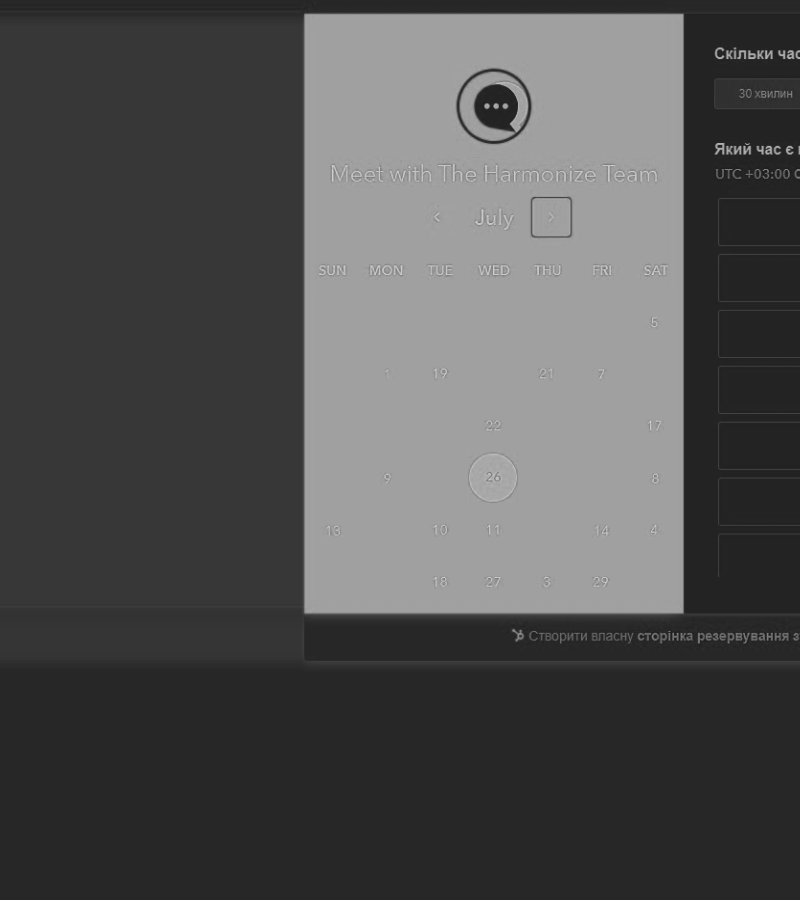 Meet with The Harmonize Team
July
SUN MON TUE WED THU FRI SAT
5
1 19 21 7
22 17
9 26 8
13 10 11 14 4
18 27 3 29
Скільки час
30 хвилин
Який час є
UTC +03:00
Створити власну сторінка резервування